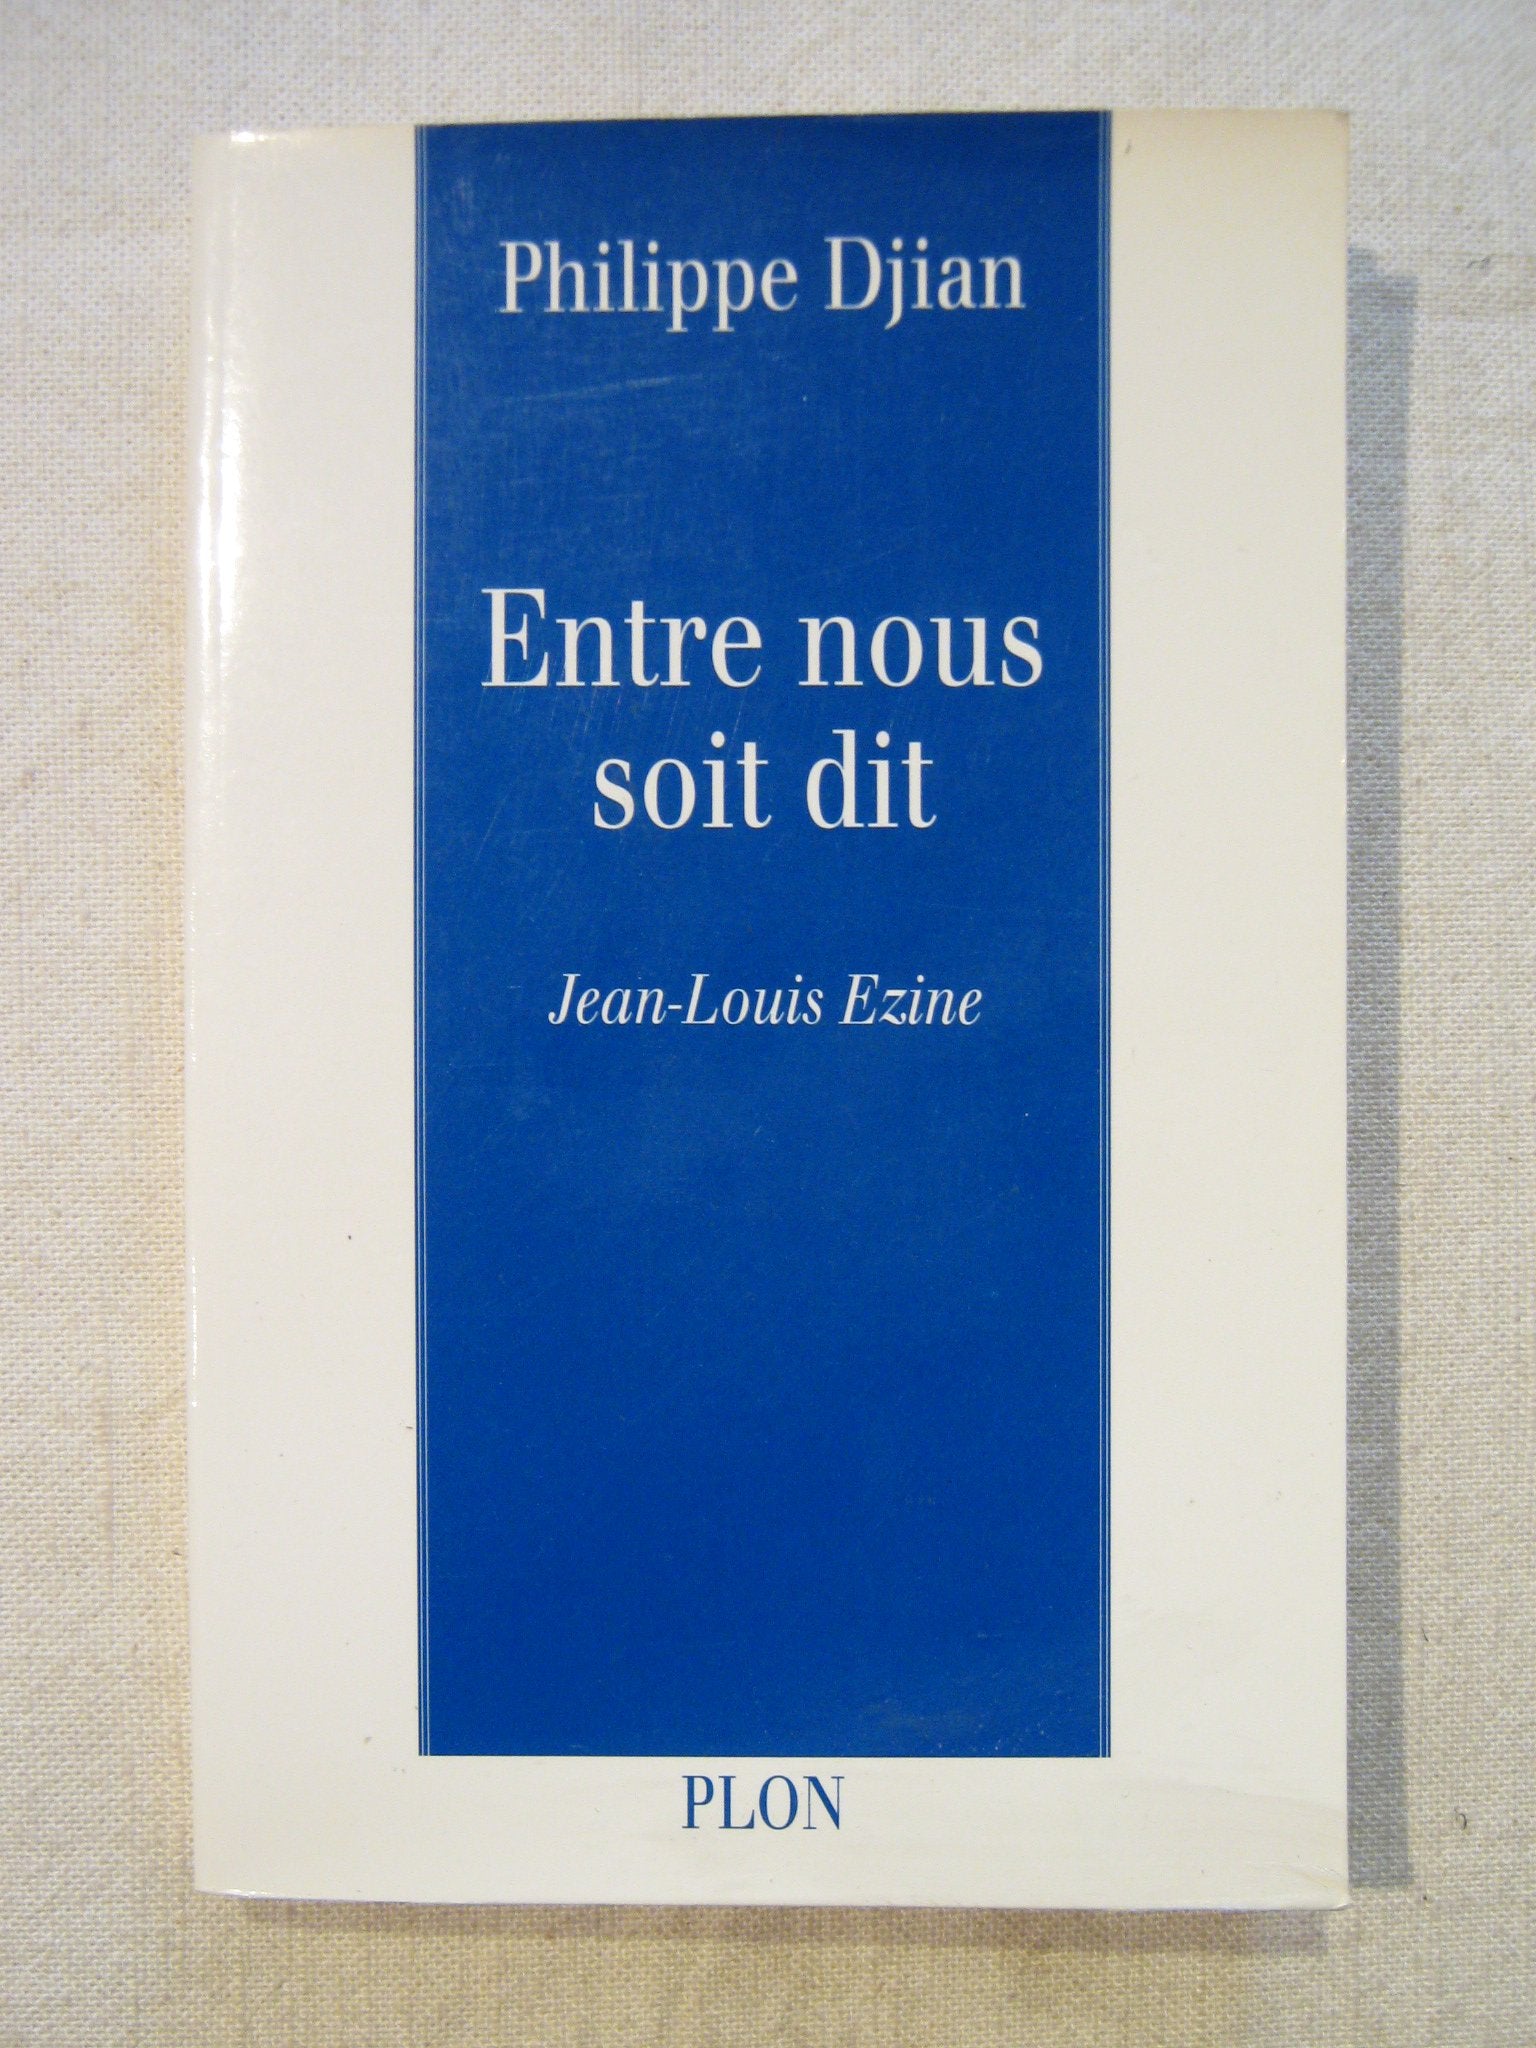 Philippe Djian
Entre nous
soit dit
Jean-Louis Ezine
PLON